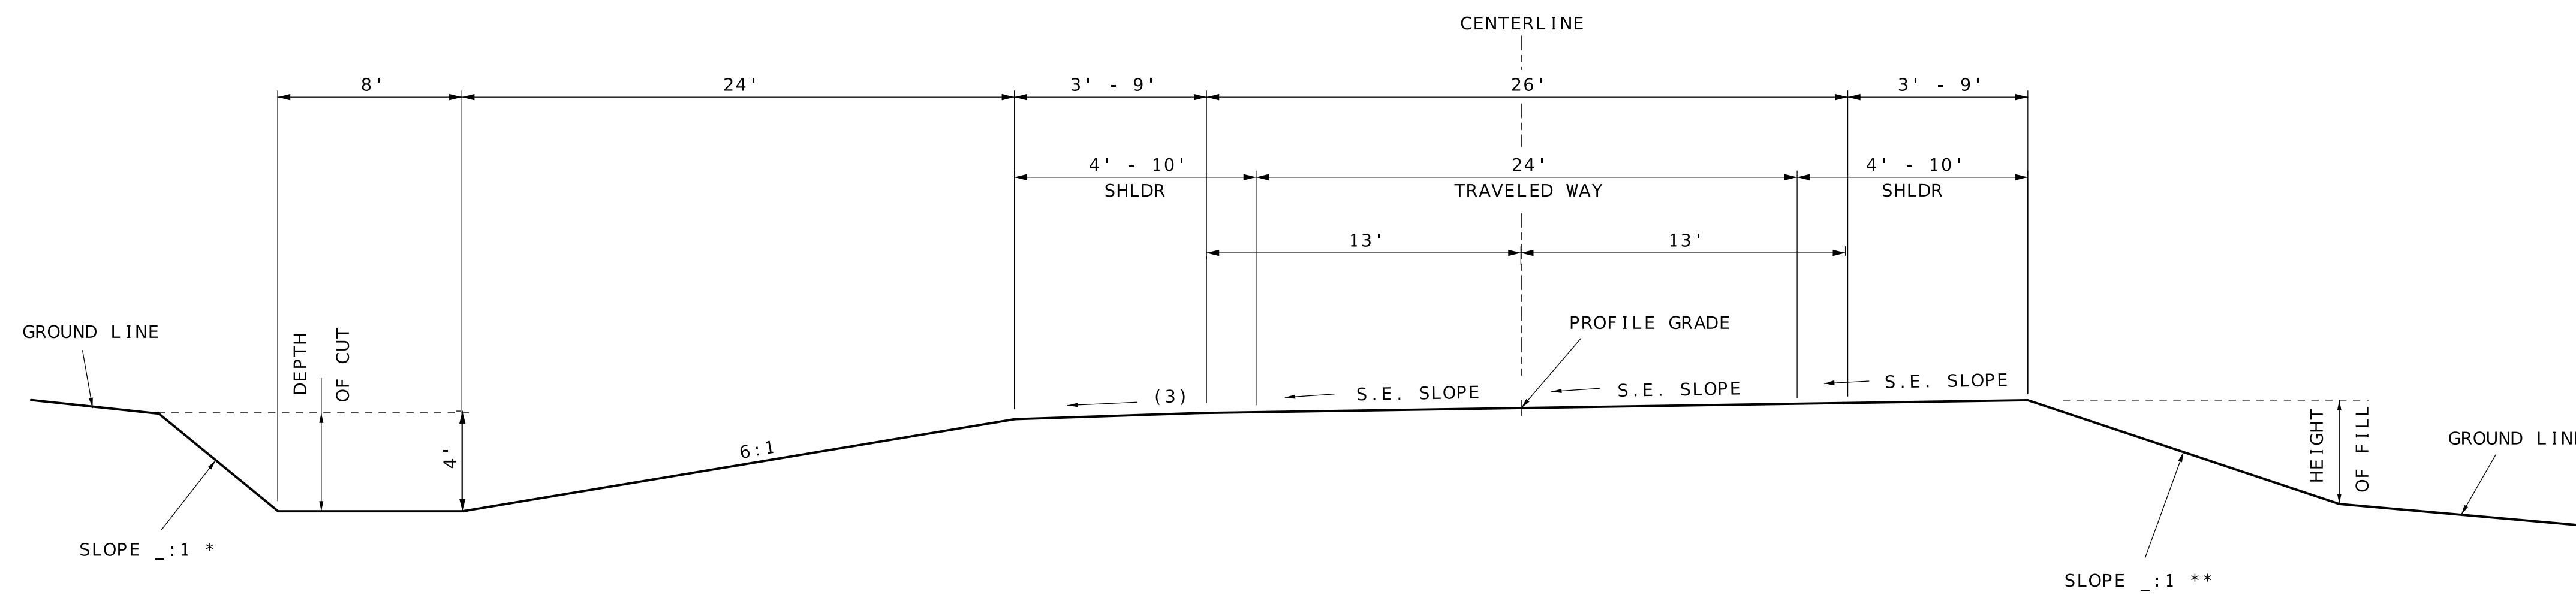 CENTERLINE
8'
24'
3' - 9'
26'
3' - 9'
4' - 10'
SHLDR
24'
TRAVELED WAY
4' - 10'
SHLDR
13'
13'
GROUND LINE
DEPTH
OF CUT
PROFILE GRADE
(3)
S.E. SLOPE
S.E. SLOPE
S.E. SLOPE
4'
6:1
HEIGHT
OF FILL
GROUND LIN
SLOPE _:1 *
SLOPE _:1 **